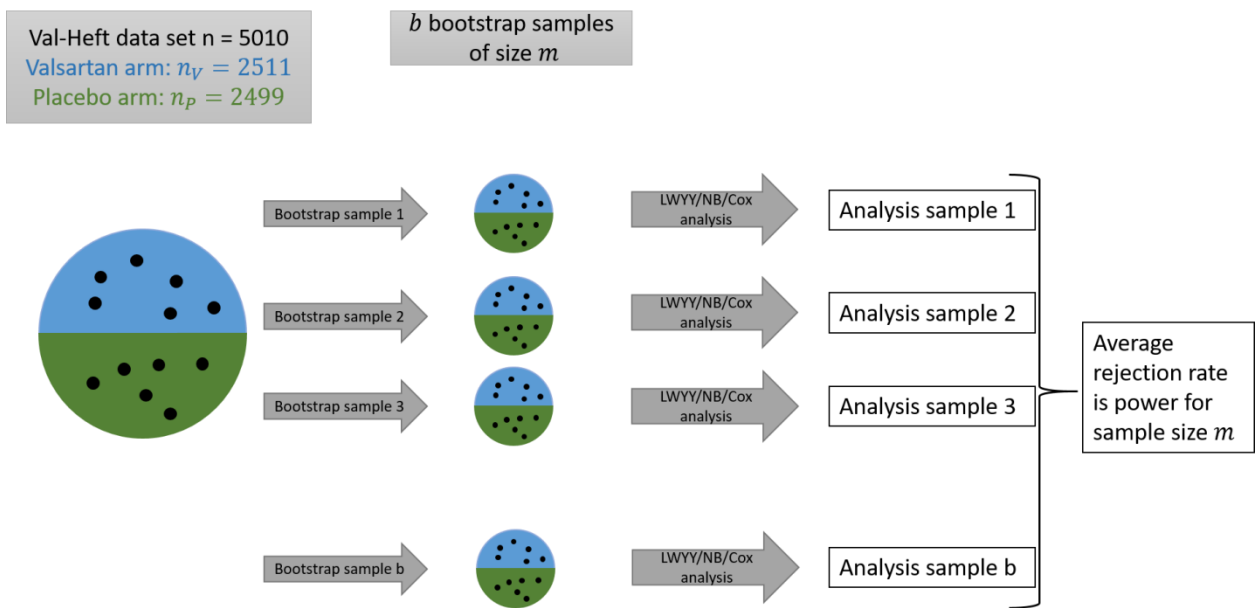 Val-Heft data set n = 5010
Valsartan arm: n_V = 2511
Placebo arm: n_P = 2499
b bootstrap samples
of size m
Bootstrap sample 1
LWYY/NB/Cox
analysis
Analysis sample 1
Bootstrap sample 2
LWYY/NB/Cox
analysis
Analysis sample 2
Bootstrap sample 3
LWYY/NB/Cox
analysis
Analysis sample 3
Average
rejection rate
is power for
sample size m
Bootstrap sample b
LWYY/NB/Cox
analysis
Analysis sample b